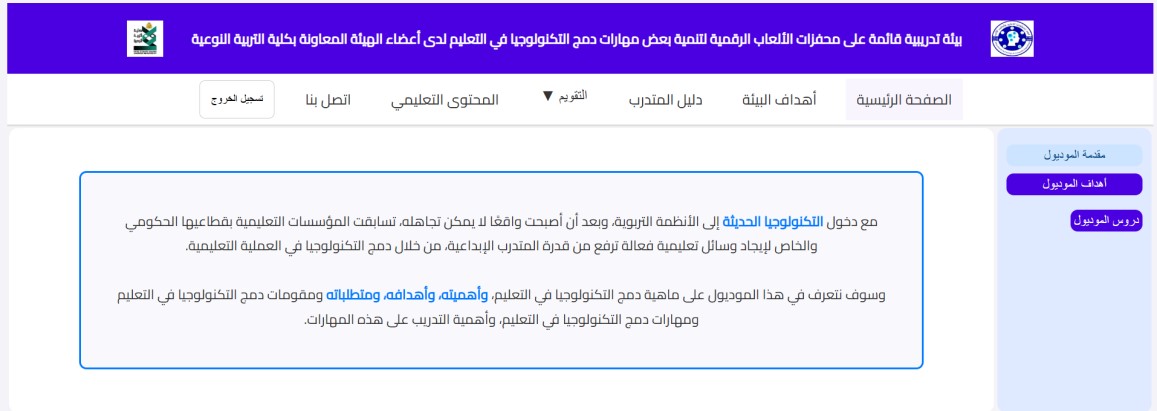 بيئة تدريبية قائمة على محفزات الألعاب الرقمية لتنمية بعض مهارات دمج التكنولوجيا في التعليم لدى أعضاء الهيئة المعاونة بكلية التربية النوعية
الصفحة الرئيسية
أهداف البيئة
دليل المتدرب
التقويم ▼
المحتوى التعليمي
اتصل بنا
تسجيل الخروج
مقدمة الموديول
أهداف الموديول
دروس الموديول
مع دخول التكنولوجيا الحديثة إلى الأنظمة التربوية، وبعد أن أصبحت واقعًا لا يمكن تجاهله، تسابقت المؤسسات التعليمية بقطاعيها الحكومي
والخاص لإيجاد وسائل تعليمية فعالة ترفع من قدرة المتدرب الإبداعية، من خلال دمج التكنولوجيا في العملية التعليمية.
وسوف نتعرف في هذا الموديول على ماهية دمج التكنولوجيا في التعليم، وأهميته، وأهدافه، ومتطلباته ومقومات دمج التكنولوجيا في التعليم
ومهارات دمج التكنولوجيا في التعليم، وأهمية التدريب على هذه المهارات.